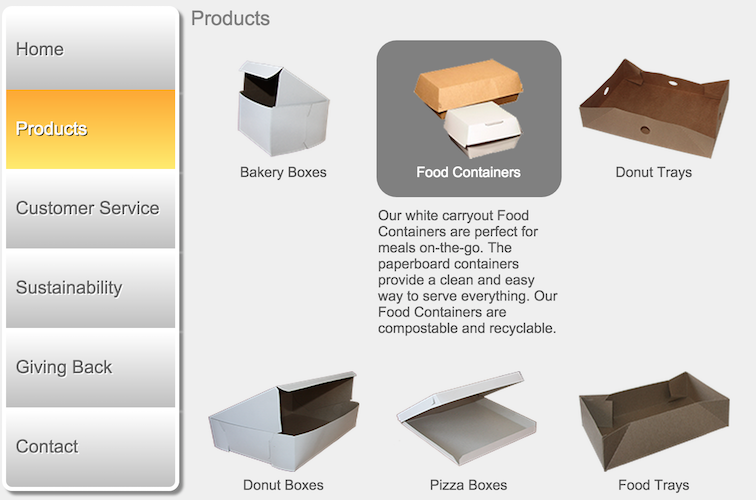 Products
Home
Products
Customer Service
Sustainability
Giving Back
Contact
Bakery Boxes
Food Containers
Donut Trays
Our white carryout Food
Containers are perfect for
meals on-the-go. The
paperboard containers
provide a clean and easy
way to serve everything. Our
Food Containers are
compostable and recyclable.
Donut Boxes
Pizza Boxes
Food Trays